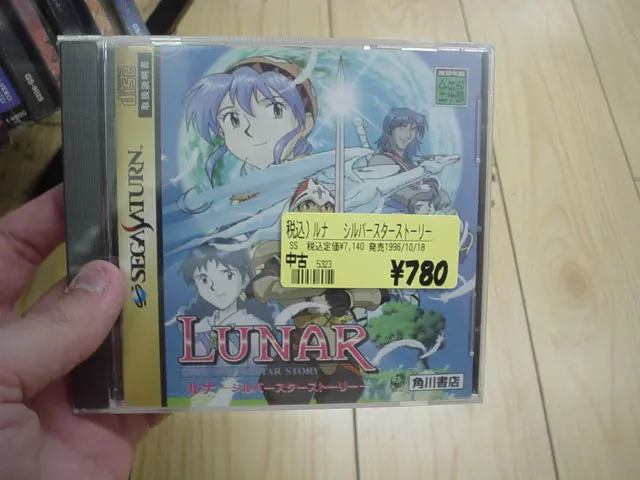 disc
取扱説明書
SEGA SATURN
税込)ルナ シルバースターストーリー
SS 税込定価¥7,140 発売1996/10/18
中古 5323
¥780
LUNAR
STAR STORY
ルナ -シルバースターストーリー-
角川書店